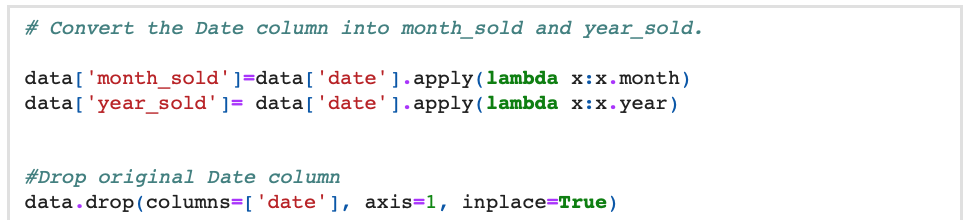 # Convert the Date column into month_sold and year_sold.
data['month_sold']=data['date'].apply(lambda x:x.month)
data['year_sold']= data['date'].apply(lambda x:x.year)
#Drop original Date column
data.drop(columns=['date'], axis=1, inplace=True)